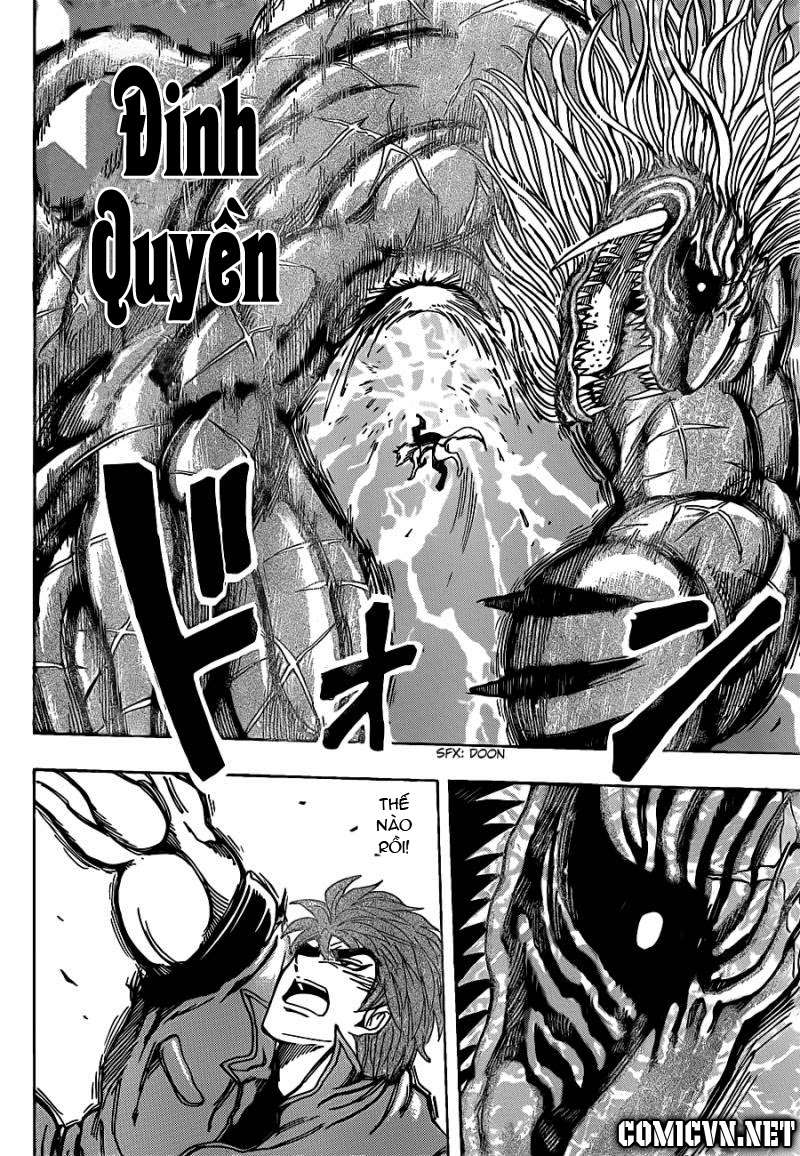 Đinh
Quyền
ドォン
SFX: DOON
THẾ
NÀO
RỒI!
COMICVN.NET